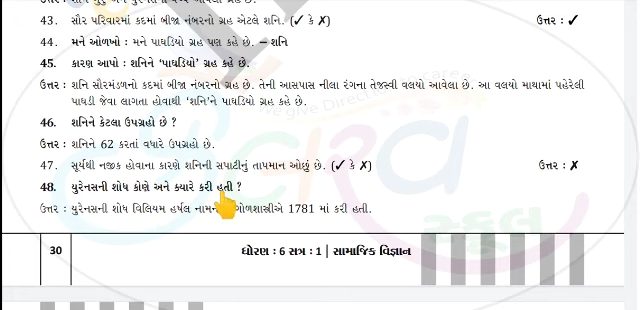 43. સૌર પરિવારમાં કદમાં બીજા નંબરનો ગ્રહ એટલે શનિ. (✓ કે ✗) ઉત્તર : ✓
44. મને ઓળખો : મને પાઘડિયો ગ્રહ પણ કહે છે. – શનિ
45. કારણ આપો : શનિને 'પાઘડિયો' ગ્રહ કહે છે.
ઉત્તર : શનિ સૌરમંડળનો કદમાં બીજા નંબરનો ગ્રહ છે. તેની આસપાસ નીલા રંગના તેજસ્વી વલયો આવેલા છે. આ વલયો માથામાં પહેરેલી
પાઘડી જેવા લાગતા હોવાથી 'શનિ'ને પાઘડિયો ગ્રહ કહે છે.
46. શનિને કેટલા ઉપગ્રહો છે ?
ઉત્તર : શનિને 62 કરતાં વધારે ઉપગ્રહો છે.
47. સૂર્યથી નજીક હોવાના કારણે શનિની સપાટીનું તાપમાન ઓછું છે. (✓ કે ✗) ઉત્તર : ✗
48. યુરેનસની શોધ કોણે અને ક્યારે કરી હતી ?
ઉત્તર : યુરેનસની શોધ વિલિયમ હર્ષલ નામના ગોળશાસ્ત્રીએ 1781 માં કરી હતી.
30 ધોરણ : 6 સત્ર : 1 | સામાજિક વિજ્ઞાન